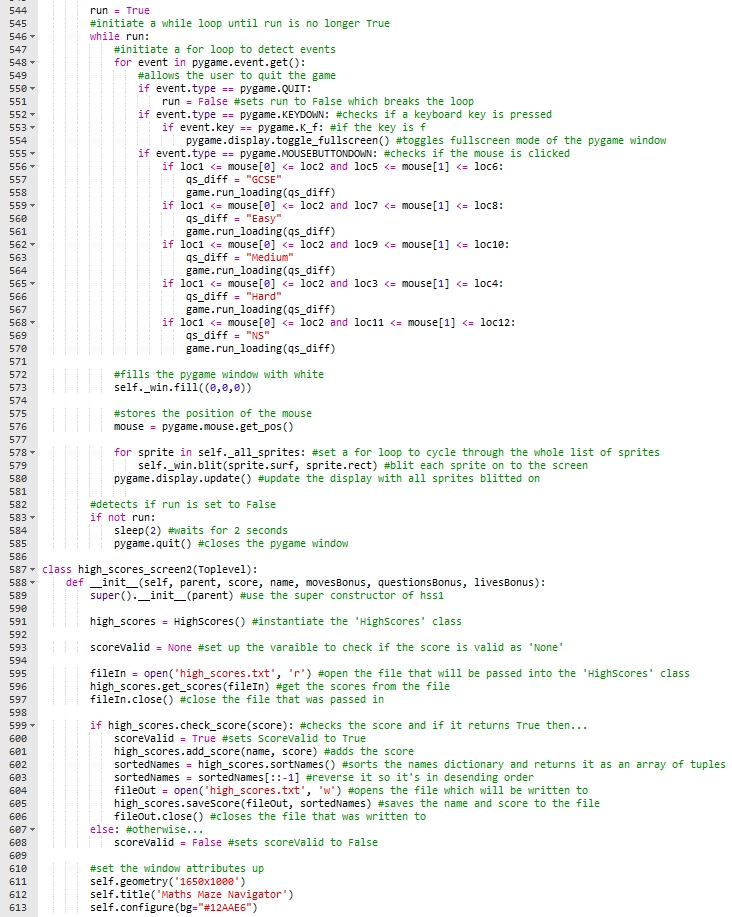 544 run = True
545 #initiate a while loop until run is no longer True
546 while run:
547 #initiate a for loop to detect events
548 for event in pygame.event.get():
549 #allows the user to quit the game
550 if event.type == pygame.QUIT:
551 run = False #sets run to False which breaks the loop
552 if event.type == pygame.KEYDOWN: #checks if a keyboard key is pressed
553 if event.key == pygame.K_f: #if the key is f
554 pygame.display.toggle_fullscreen() #toggles fullscreen mode of the pygame window
555 if event.type == pygame.MOUSEBUTTONDOWN: #checks if the mouse is clicked
556 if loc1 <= mouse[0] <= loc2 and loc5 <= mouse[1] <= loc6:
557 qs_diff = "GCSE"
558 game.run_loading(qs_diff)
559 if loc1 <= mouse[0] <= loc2 and loc7 <= mouse[1] <= loc8:
560 qs_diff = "Easy"
561 game.run_loading(qs_diff)
562 if loc1 <= mouse[0] <= loc2 and loc9 <= mouse[1] <= loc10:
563 qs_diff = "Medium"
564 game.run_loading(qs_diff)
565 if loc1 <= mouse[0] <= loc2 and loc3 <= mouse[1] <= loc4:
566 qs_diff = "Hard"
567 game.run_loading(qs_diff)
568 if loc1 <= mouse[0] <= loc2 and loc11 <= mouse[1] <= loc12:
569 qs_diff = "NS"
570 game.run_loading(qs_diff)
571
572 #fills the pygame window with white
573 self._win.fill((0,0,0))
574
575 #stores the position of the mouse
576 mouse = pygame.mouse.get_pos()
577
578 for sprite in self._all_sprites: #set a for loop to cycle through the whole list of sprites
579 self._win.blit(sprite.surf, sprite.rect) #blit each sprite on to the screen
580 pygame.display.update() #update the display with all sprites blitted on
581
582 #detects if run is set to False
583 if not run:
584 sleep(2) #waits for 2 seconds
585 pygame.quit() #closes the pygame window
586
587 class high_scores_screen2(Toplevel):
588 def __init__(self, parent, score, name, movesBonus, questionsBonus, livesBonus):
589 super().__init__(parent) #use the super constructor of hss1
590
591 high_scores = HighScores() #instantiate the 'HighScores' class
592
593 scoreValid = None #set up the varaible to check if the score is valid as 'None'
594
595 fileIn = open('high_scores.txt', 'r') #open the file that will be passed into the 'HighScores' class
596 high_scores.get_scores(fileIn) #get the scores from the file
597 fileIn.close() #close the file that was passed in
598
599 if high_scores.check_score(score): #checks the score and if it returns True then...
600 scoreValid = True #sets ScoreValid to True
601 high_scores.add_score(name, score) #adds the score
602 sortedNames = high_scores.sortNames() #sorts the names dictionary and returns it as an array of tuples
603 sortedNames = sortedNames[::-1] #reverse it so it's in desending order
604 fileOut = open('high_scores.txt', 'w') #opens the file which will be written to
605 high_scores.saveScore(fileOut, sortedNames) #saves the name and score to the file
606 fileOut.close() #closes the file that was written to
607 else: #otherwise...
608 scoreValid = False #sets scoreValid to False
609
610 #set the window attributes up
611 self.geometry('1650x1000')
612 self.title('Maths Maze Navigator')
613 self.configure(bg="#12AAE6")